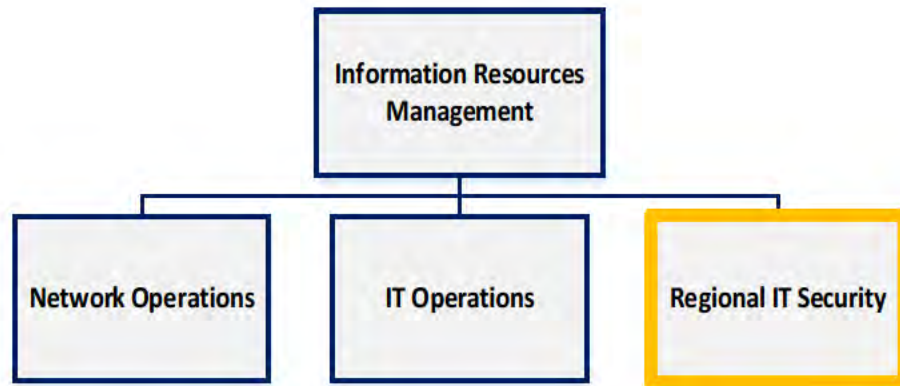 Information Resources
Management
Network Operations
IT Operations
Regional IT Security